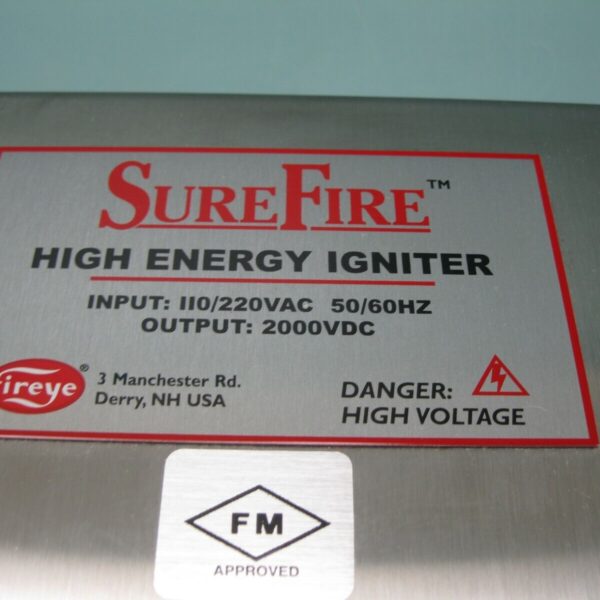 SUREFIRE™
HIGH ENERGY IGNITER
INPUT: 110/220VAC 50/60HZ
OUTPUT: 2000VDC
fireye®
3 Manchester Rd.
Derry, NH USA
DANGER:
HIGH VOLTAGE
FM
APPROVED